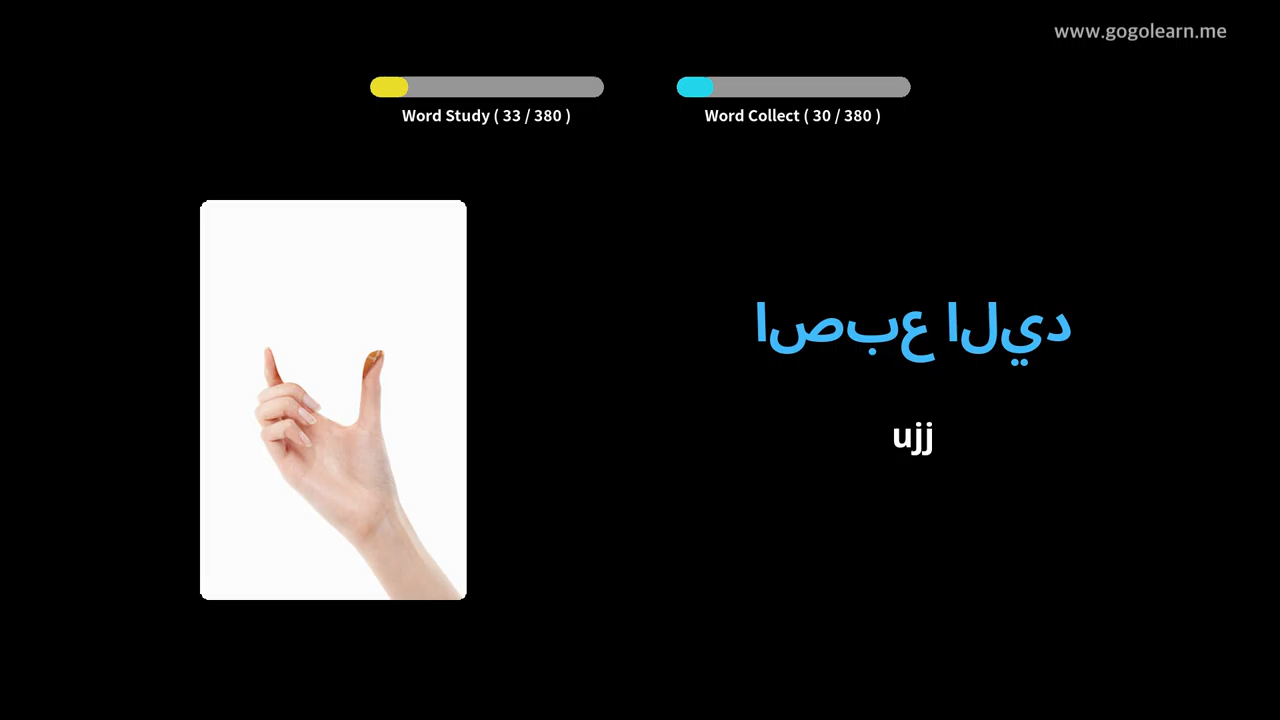 www.gogolearn.me
Word Study ( 33 / 380 )
Word Collect ( 30 / 380 )
اصبع اليد
ujj